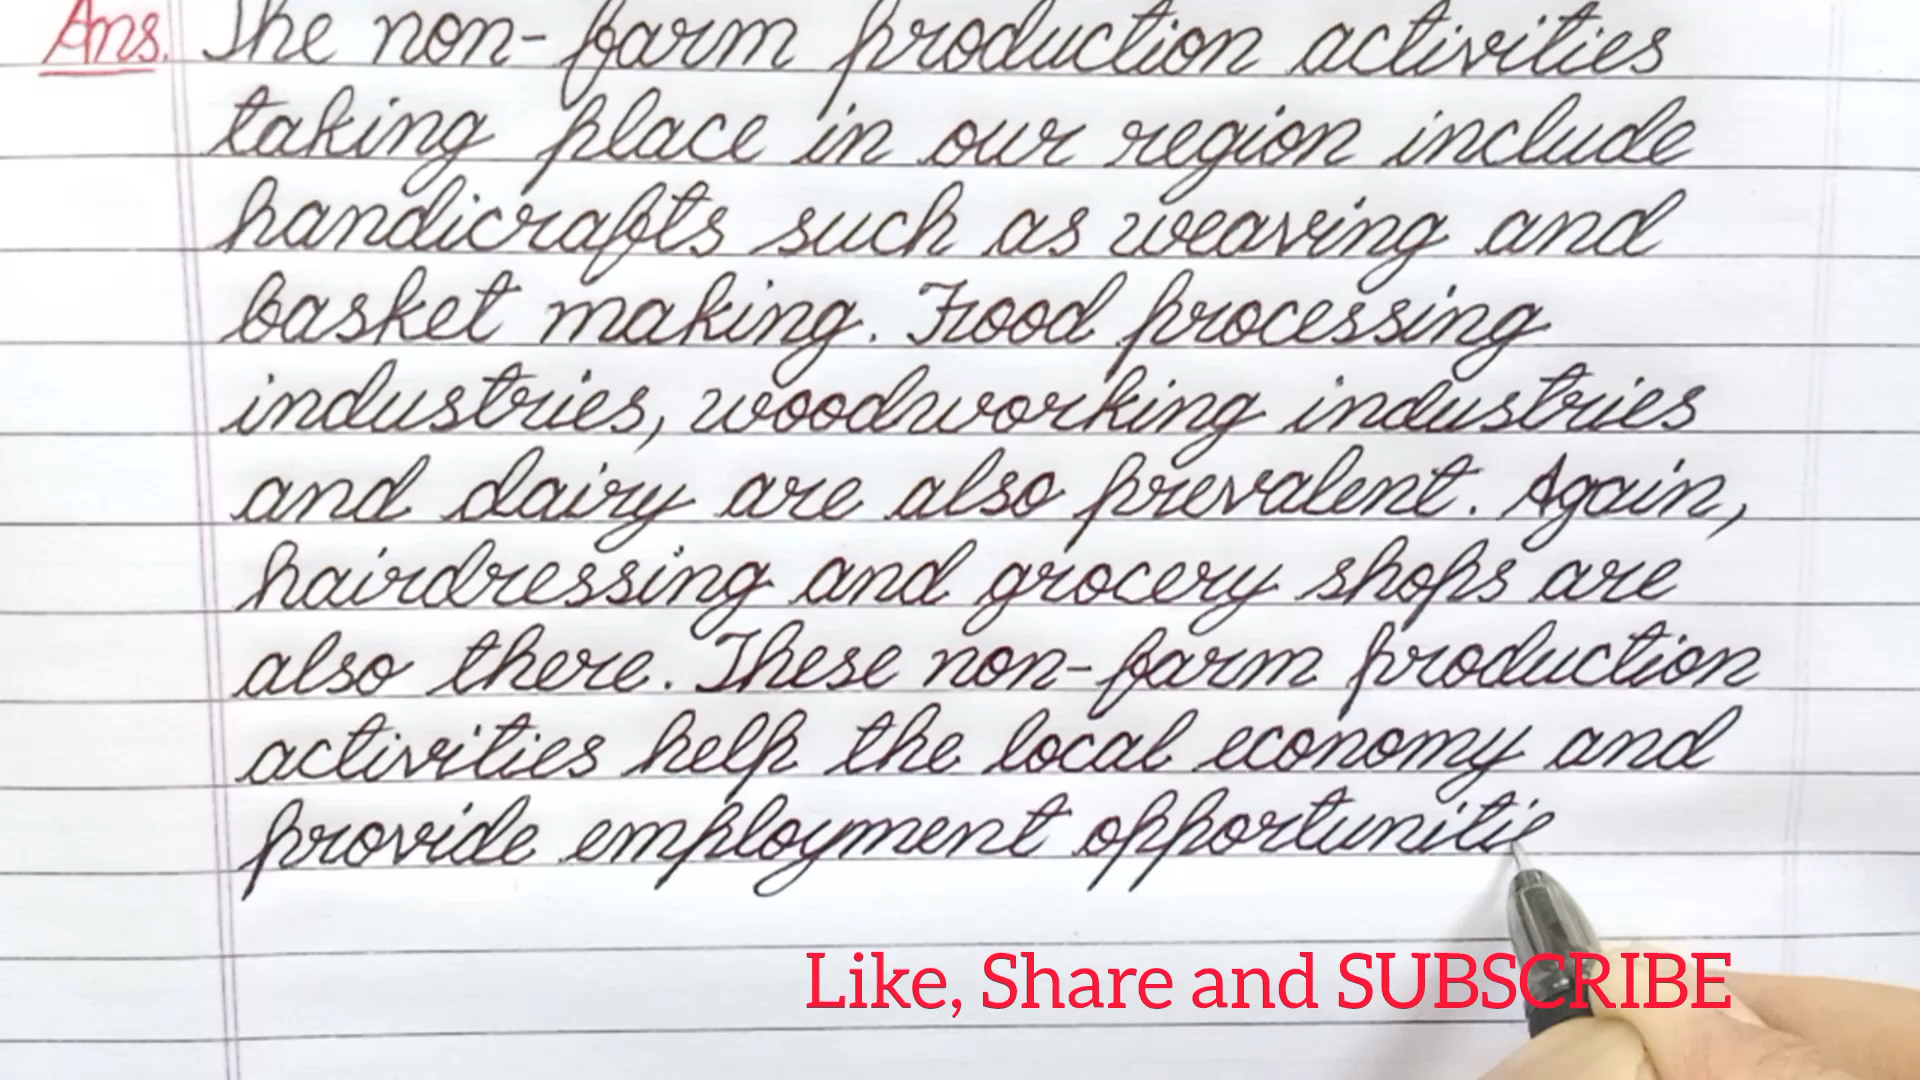 Ans. The non-farm production activities
taking place in our region include
handicrafts such as weaving and
basket making. Food processing
industries, woodworking industries
and dairy are also prevalent. Again,
hairdressing and grocery shops are
also there. These non-farm production
activities help the local economy and
provide employment opportunitie
Like, Share and SUBSCRIBE